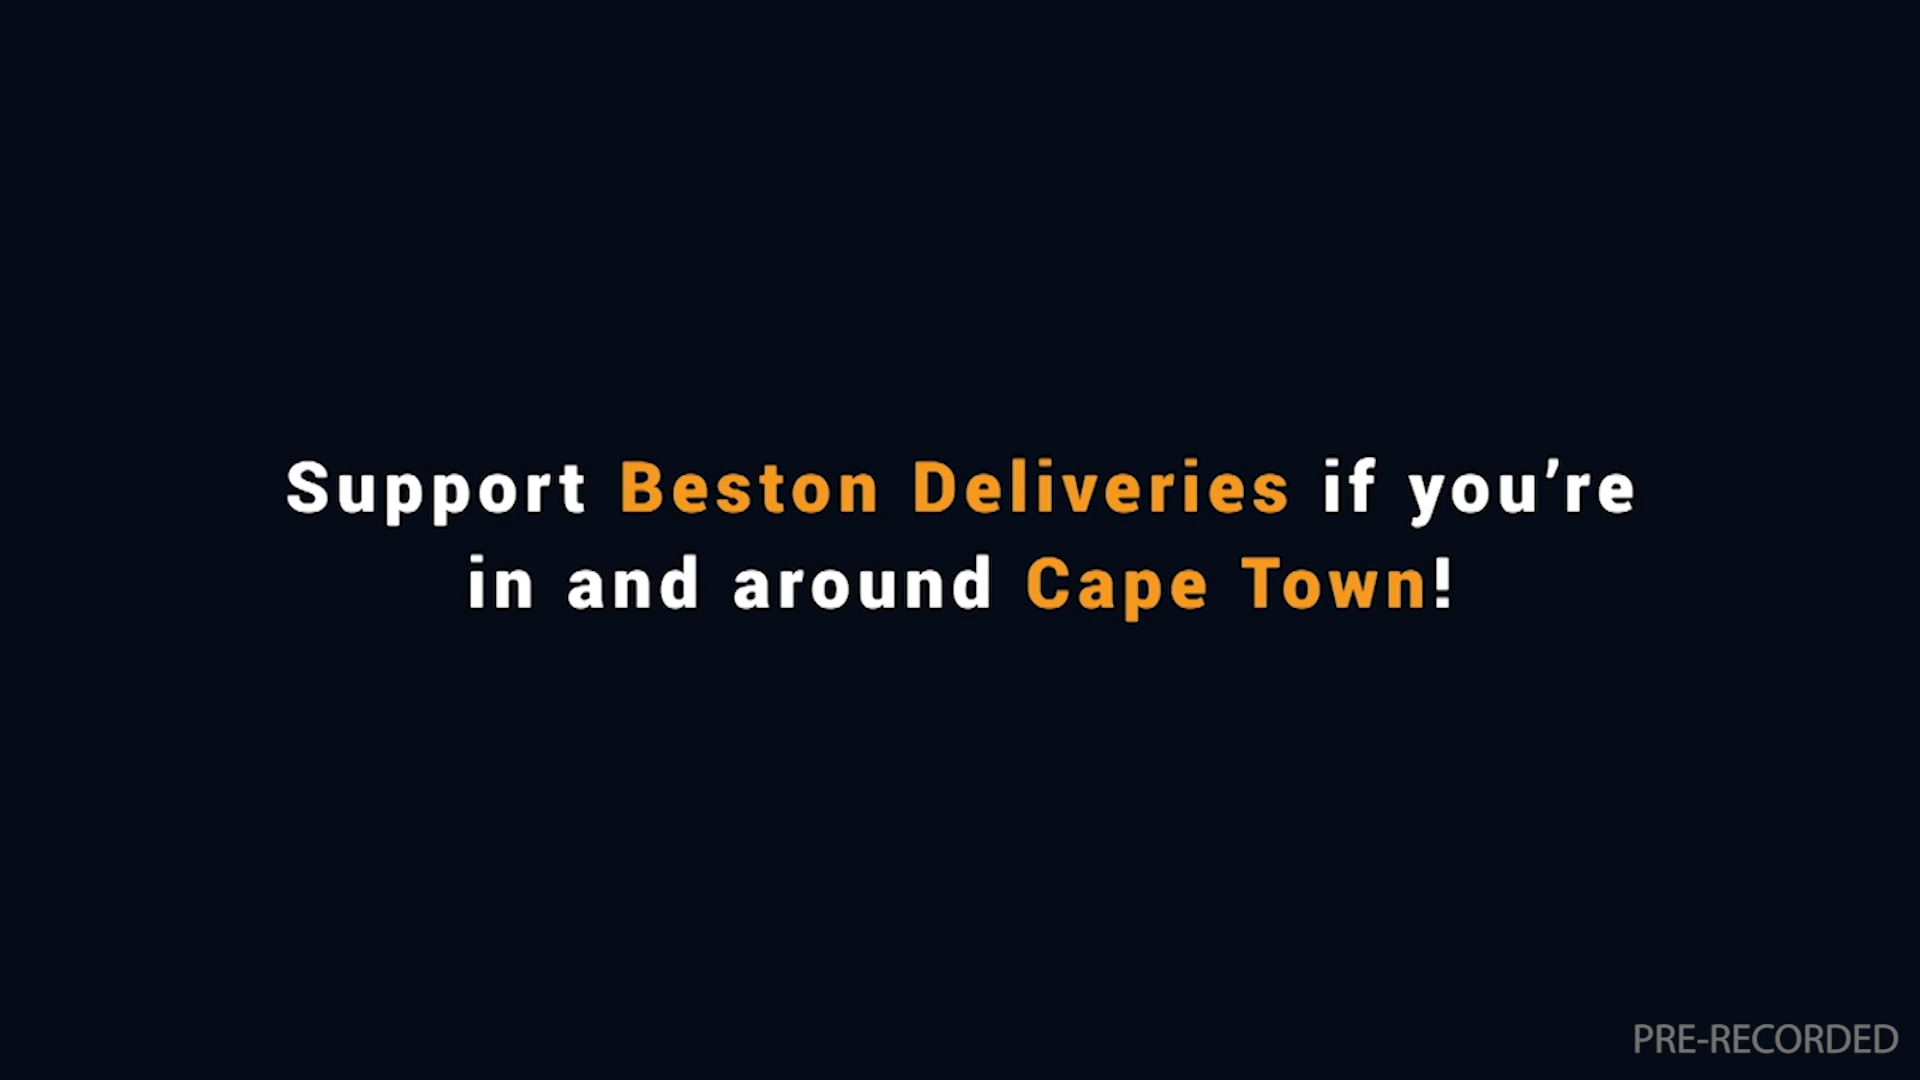 Support Beston Deliveries if you’re
in and around Cape Town!
PRE-RECORDED